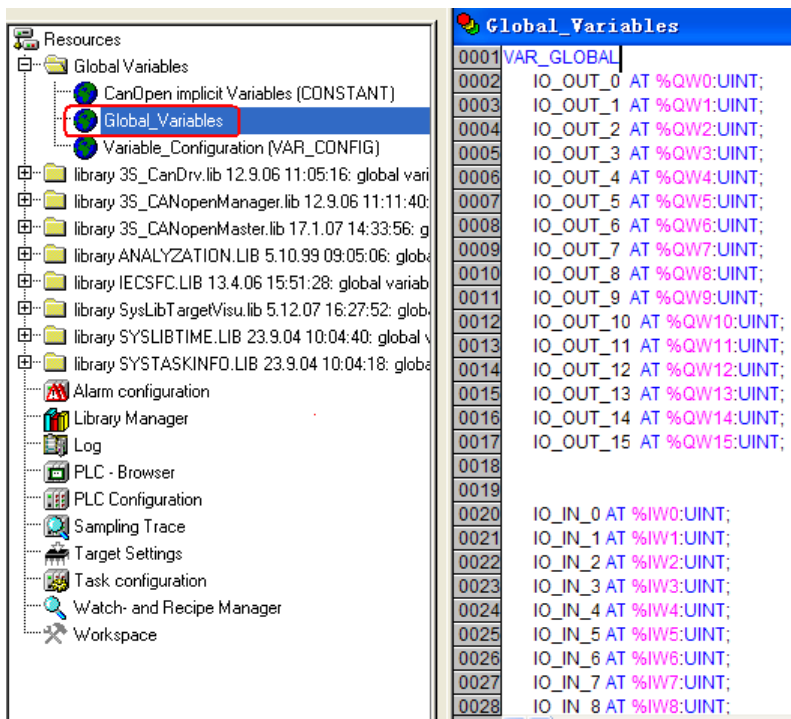 Resources
Global Variables
CanOpen implicit Variables (CONSTANT)
Global_Variables
Variable_Configuration (VAR_CONFIG)
library 3S_CanDrv.lib 12.9.06 11:05:16: global vari
library 3S_CANopenManager.lib 12.9.06 11:11:40:
library 3S_CANopenMaster.lib 17.1.07 14:33:56: g
library ANALYZATION.LIB 5.10.99 09:05:06: globa
library IECSFC.LIB 13.4.06 15:51:28: global variab
library SysLibTargetVisu.lib 5.12.07 16:27:52: glob
library SYSLIBTIME.LIB 23.9.04 10:04:40: global v
library SYSTASKINFO.LIB 23.9.04 10:04:18: globa
Alarm configuration
Library Manager
Log
PLC - Browser
PLC Configuration
Sampling Trace
Target Settings
Task configuration
Watch- and Recipe Manager
Workspace
Global_Variables
0001 VAR_GLOBAL
0002 IO_OUT_0 AT %QW0:UINT;
0003 IO_OUT_1 AT %QW1:UINT;
0004 IO_OUT_2 AT %QW2:UINT;
0005 IO_OUT_3 AT %QW3:UINT;
0006 IO_OUT_4 AT %QW4:UINT;
0007 IO_OUT_5 AT %QW5:UINT;
0008 IO_OUT_6 AT %QW6:UINT;
0009 IO_OUT_7 AT %QW7:UINT;
0010 IO_OUT_8 AT %QW8:UINT;
0011 IO_OUT_9 AT %QW9:UINT;
0012 IO_OUT_10 AT %QW10:UINT;
0013 IO_OUT_11 AT %QW11:UINT;
0014 IO_OUT_12 AT %QW12:UINT;
0015 IO_OUT_13 AT %QW13:UINT;
0016 IO_OUT_14 AT %QW14:UINT;
0017 IO_OUT_15 AT %QW15:UINT;
0018
0019
0020 IO_IN_0 AT %IW0:UINT;
0021 IO_IN_1 AT %IW1:UINT;
0022 IO_IN_2 AT %IW2:UINT;
0023 IO_IN_3 AT %IW3:UINT;
0024 IO_IN_4 AT %IW4:UINT;
0025 IO_IN_5 AT %IW5:UINT;
0026 IO_IN_6 AT %IW6:UINT;
0027 IO_IN_7 AT %IW7:UINT;
0028 IO_IN_8 AT %IW8:UINT;